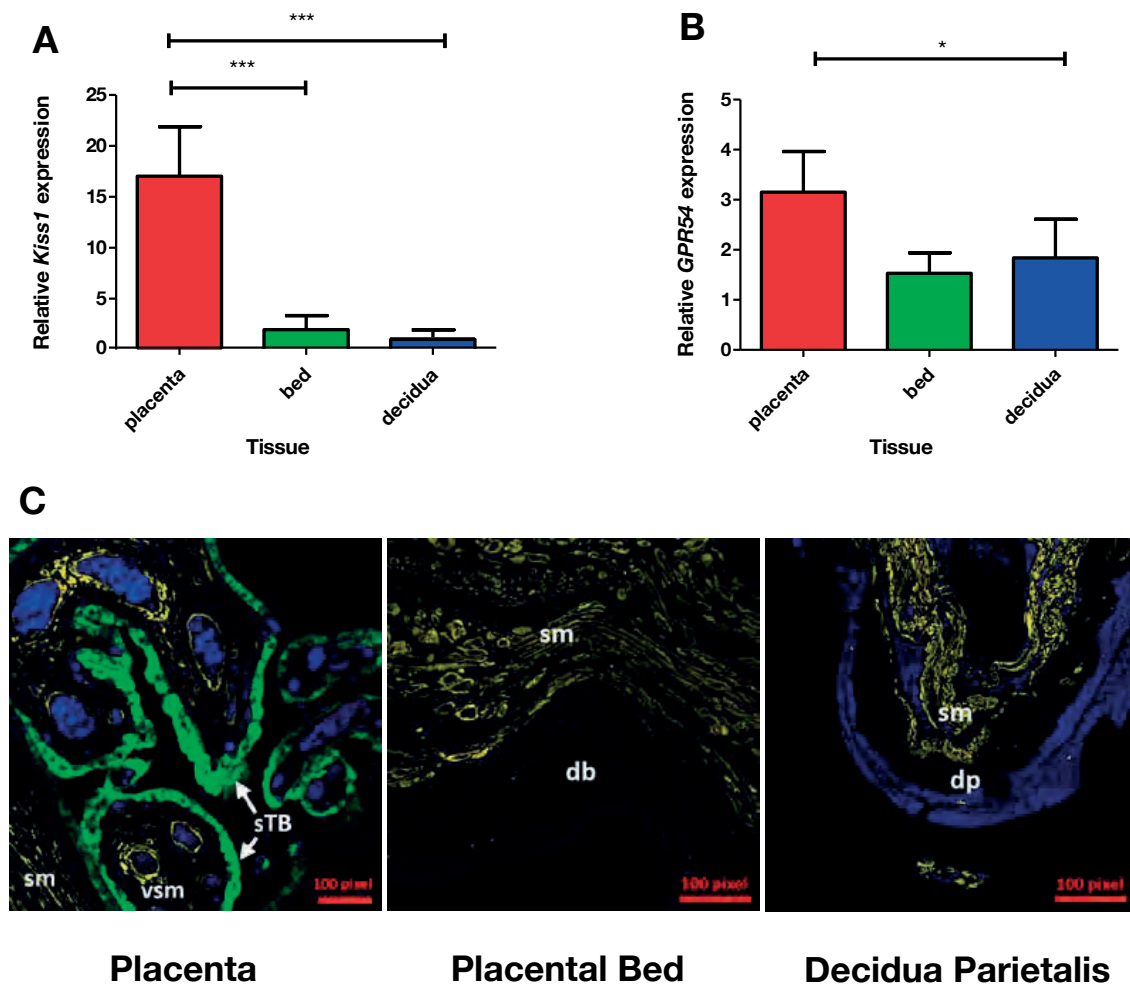 A
***
***
Relative Kiss1 expression
25
20
15
10
5
0
placenta
bed
decidua
Tissue
B
*
Relative GPR54 expression
5
4
3
2
1
0
placenta
bed
decidua
Tissue
C
sTB
sm
vsm
100 pixel
sm
db
100 pixel
sm
dp
100 pixel
Placenta
Placental Bed
Decidua Parietalis